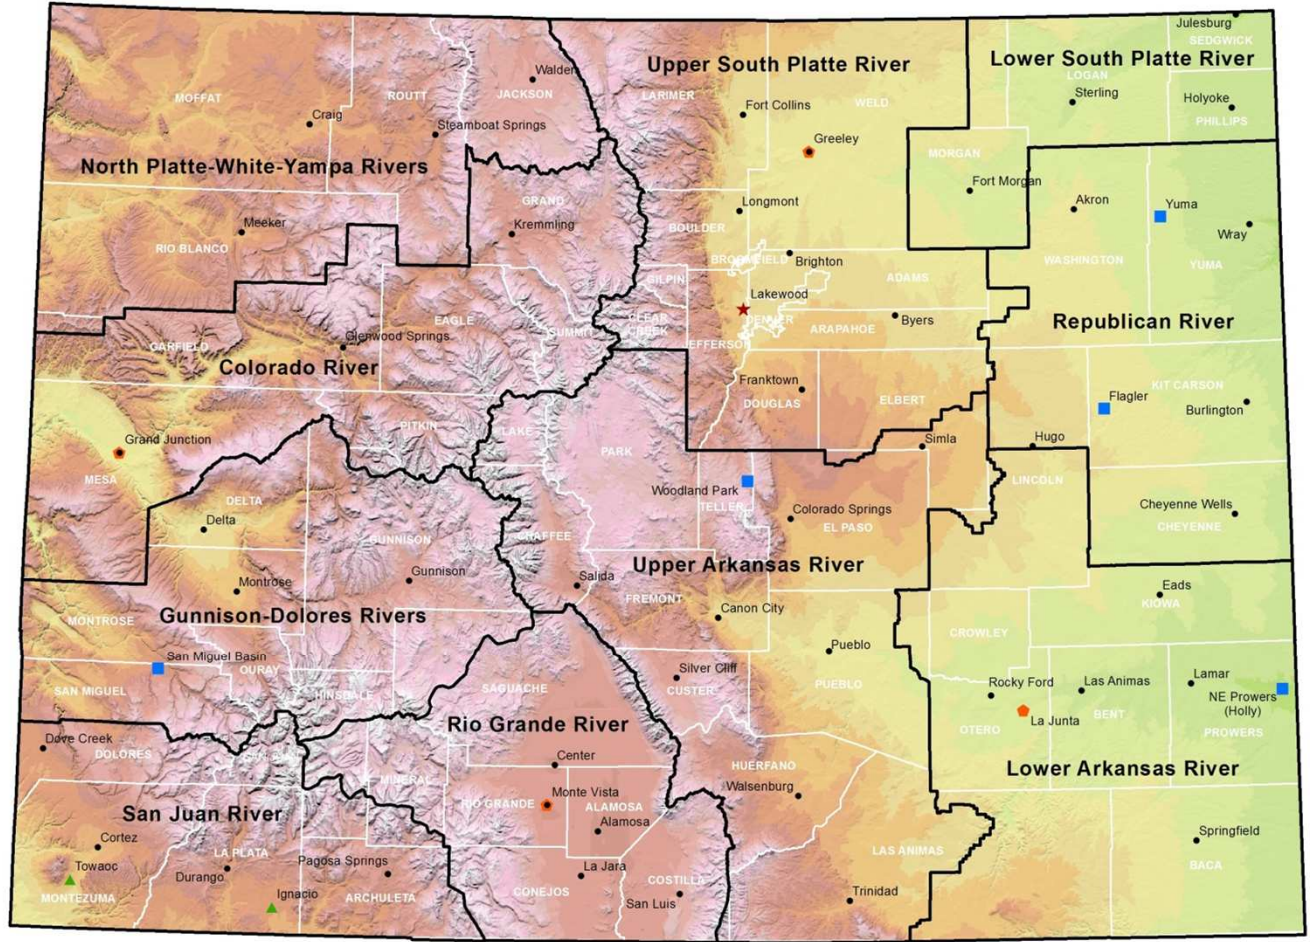 Julesburg
SEDGWICK
Upper South Platte River
Lower South Platte River
Walden
LOGAN
MOFFAT
ROUTT
JACKSON
LARIMER
Sterling
Holyoke
Fort Collins
WELD
Craig
PHILLIPS
Steamboat Springs
Greeley
MORGAN
North Platte-White-Yampa Rivers
Fort Morgan
GRAND
Longmont
Akron
Yuma
Meeker
Kremmling
BOULDER
Wray
RIO BLANCO
BROOMFIELD
Brighton
WASHINGTON
YUMA
GILPIN
ADAMS
Lakewood
CLEAR
CREEK
DENVER
EAGLE
SUMMIT
Byers
Republican River
ARAPAHOE
Glenwood Springs
GARFIELD
JEFFERSON
Colorado River
Franktown
DOUGLAS
ELBERT
Flagler
KIT CARSON
Burlington
PITKIN
LAKE
Grand Junction
Simla
Hugo
PARK
MESA
LINCOLN
Woodland Park
TELLER
DELTA
Delta
Colorado Springs
EL PASO
Cheyenne Wells
CHEYENNE
GUNNISON
CHAFFEE
Gunnison
Upper Arkansas River
Montrose
Salida
FREMONT
Eads
KIOWA
Canon City
Gunnison-Dolores Rivers
MONTROSE
CROWLEY
Pueblo
San Miguel Basin
OURAY
Silver Cliff
CUSTER
PUEBLO
SAN MIGUEL
HINSDALE
SAGUACHE
Rocky Ford
Las Animas
Lamar
NE Prowers
(Holly)
La Junta
BENT
OTERO
PROWERS
Rio Grande River
Dove Creek
DOLORES
SAN JUAN
Center
HUERFANO
Lower Arkansas River
MINERAL
Walsenburg
Monte Vista
RIO GRANDE
ALAMOSA
Alamosa
San Juan River
Cortez
Springfield
LA PLATA
LAS ANIMAS
Towaoc
Durango
Pagosa Springs
La Jara
BACA
COSTILLA
MONTEZUMA
Ignacio
ARCHULETA
CONEJOS
San Luis
Trinidad